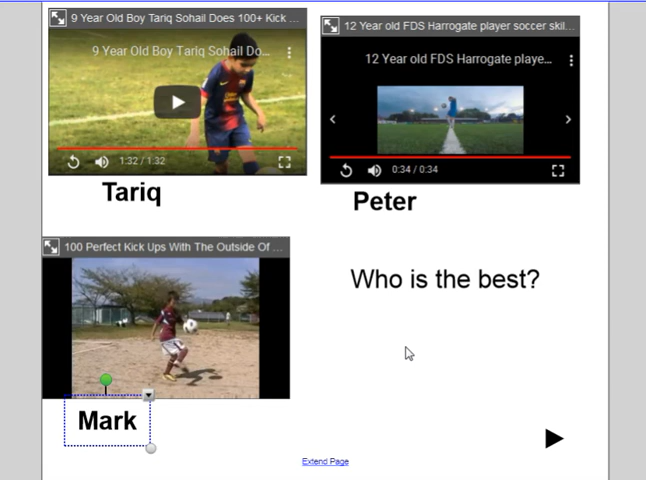 9 Year Old Boy Tariq Sohail Does 100+ Kick ...
9 Year Old Boy Tariq Sohail Do...
1:32 / 1:32
Tariq
12 Year old FDS Harrogate player soccer skil...
12 Year old FDS Harrogate playe...
0:34 / 0:34
Peter
100 Perfect Kick Ups With The Outside Of ...
Mark
Who is the best?
Extend Page